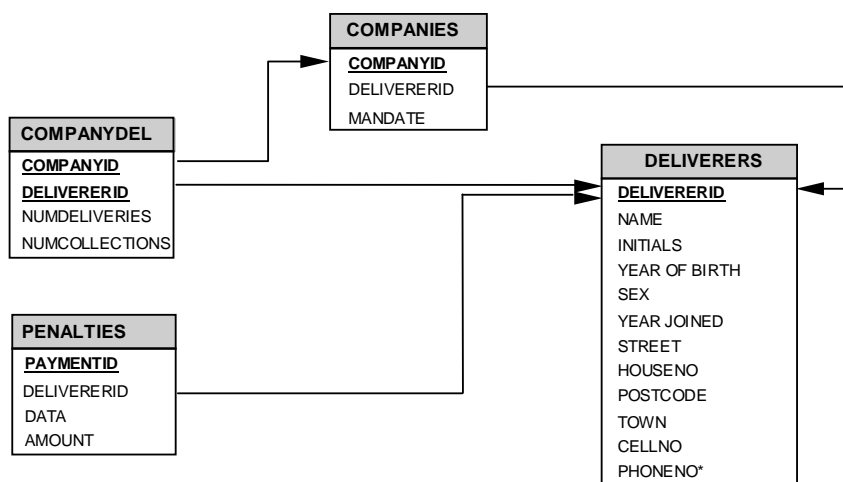 COMPANIES
COMPANYID
DELIVERERID
MANDATE
COMPANYDEL
COMPANYID
DELIVERERID
NUMDELIVERIES
NUMCOLLECTIONS
DELIVERERS
DELIVERERID
NAME
INITIALS
YEAR OF BIRTH
SEX
YEAR JOINED
STREET
HOUSENO
POSTCODE
TOWN
CELLNO
PHONENO*
PENALTIES
PAYMENTID
DELIVERERID
DATA
AMOUNT